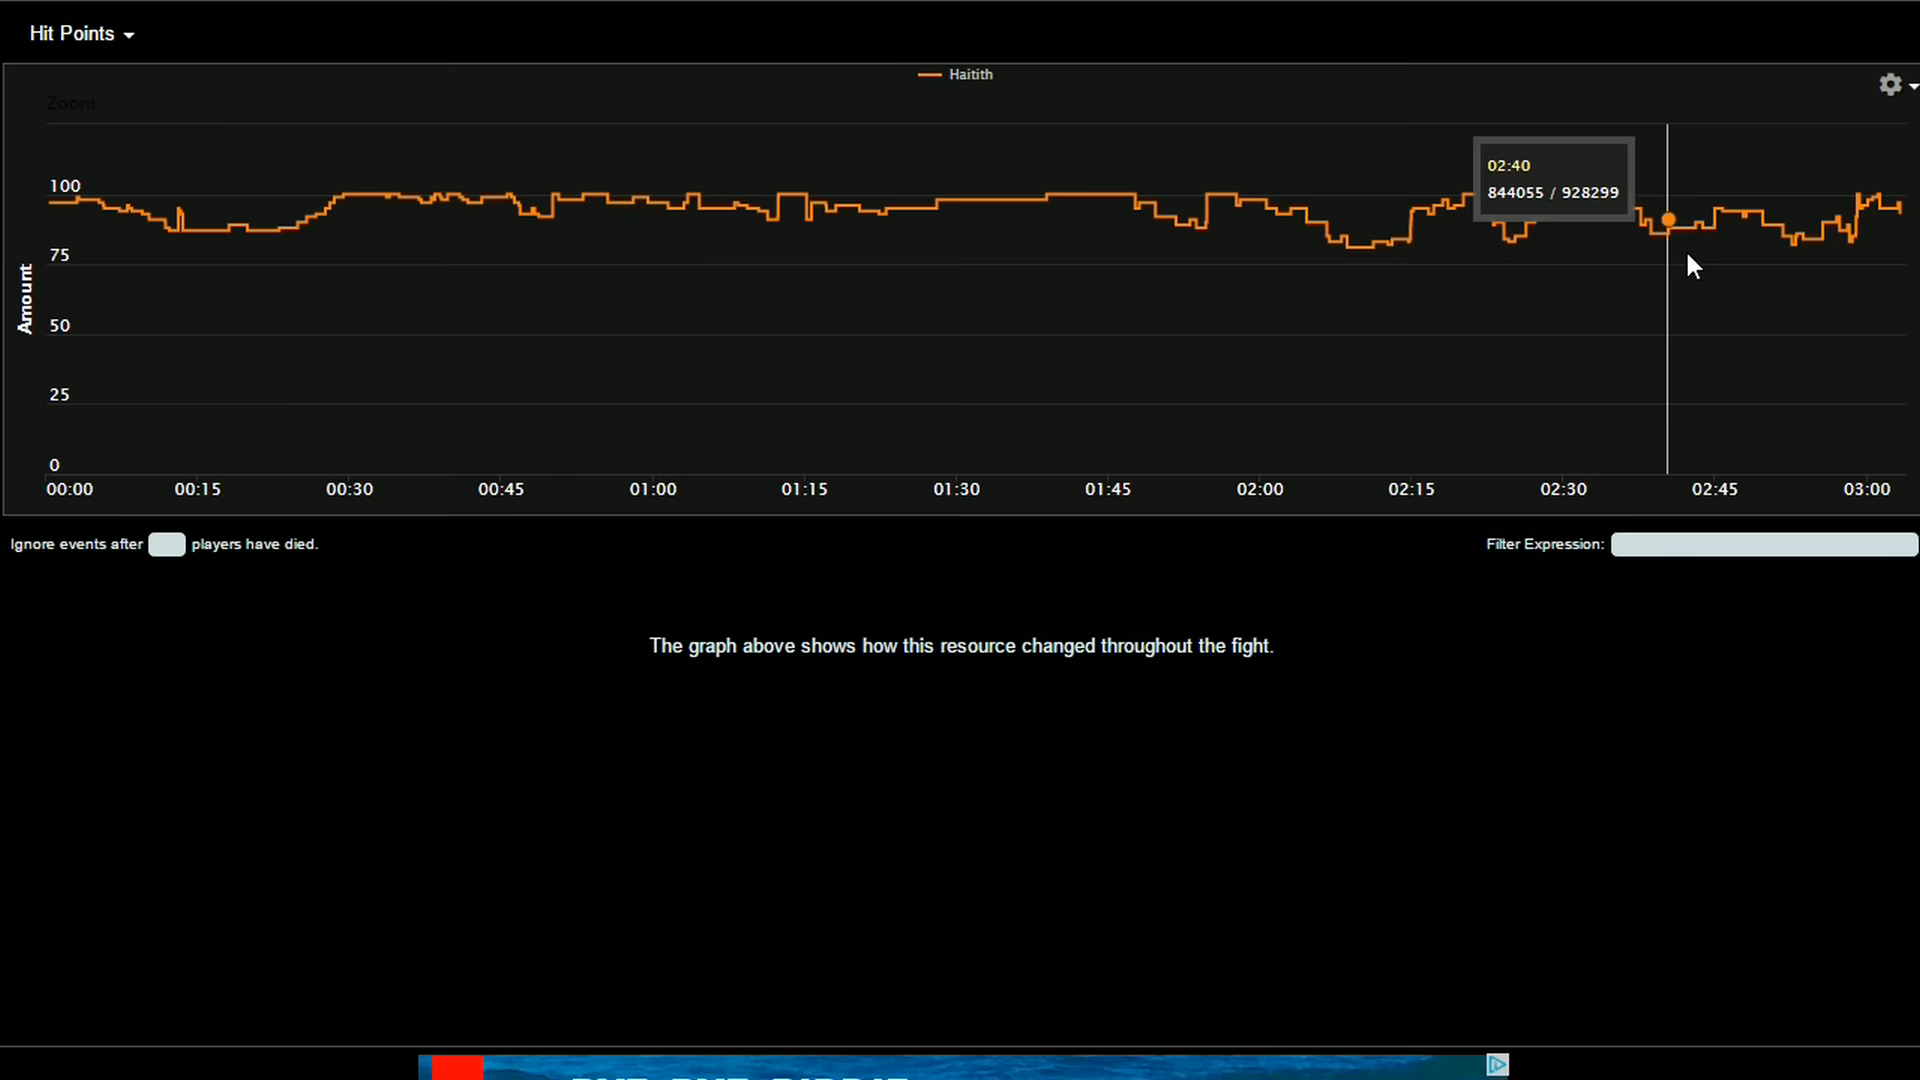 Hit Points
Haitith
Zoom
02:40
844055 / 928299
100
75
50
25
0
Amount
00:00 00:15 00:30 00:45 01:00 01:15 01:30 01:45 02:00 02:15 02:30 02:45 03:00
Ignore events after players have died.
Filter Expression:
The graph above shows how this resource changed throughout the fight.